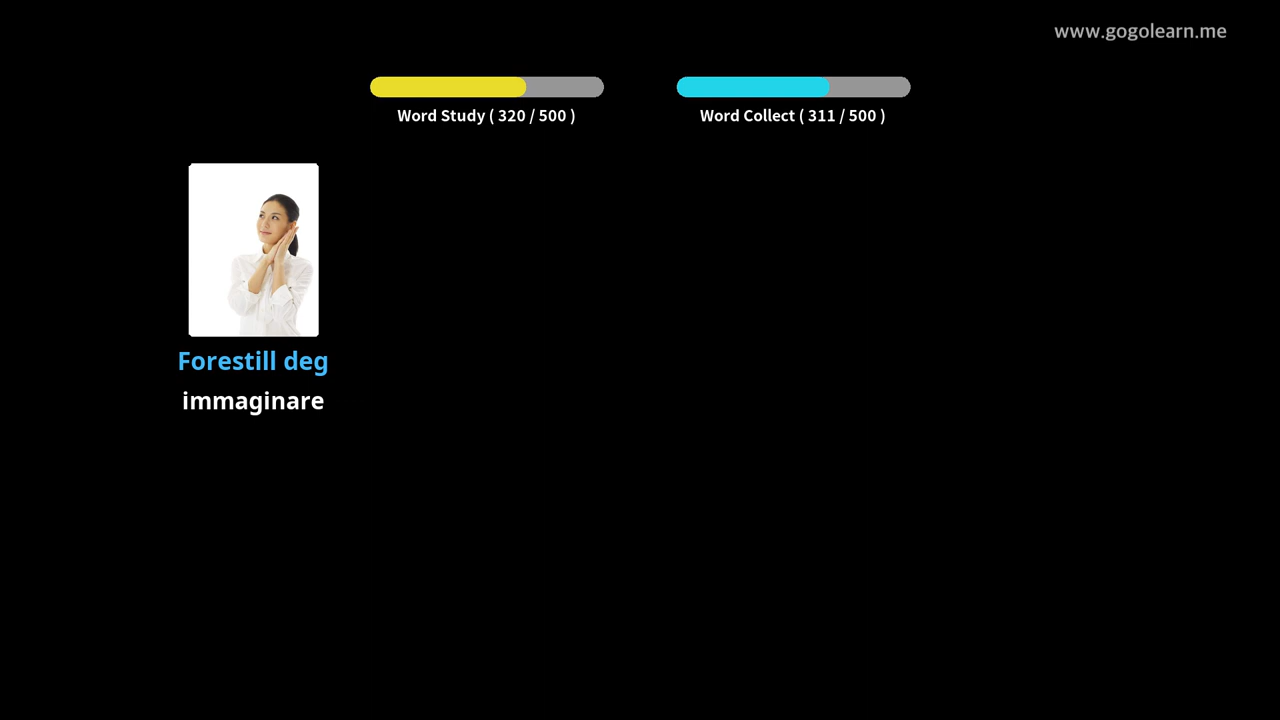 www.gogolearn.me
Word Study ( 320 / 500 )
Word Collect ( 311 / 500 )
Forestill deg
immaginare